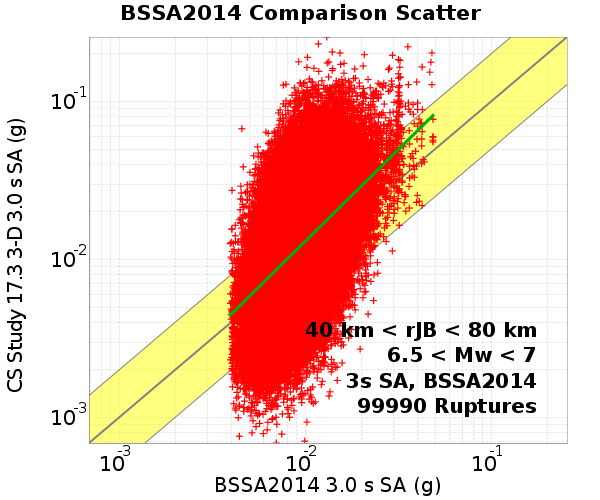 BSSA2014 Comparison Scatter
CS Study 17.3 3-D 3.0 s SA (g)
10-1
10-2
10-3
40 km < rJB < 80 km
6.5 < Mw < 7
3s SA, BSSA2014
99990 Ruptures
10-3 10-2 10-1
BSSA2014 3.0 s SA (g)